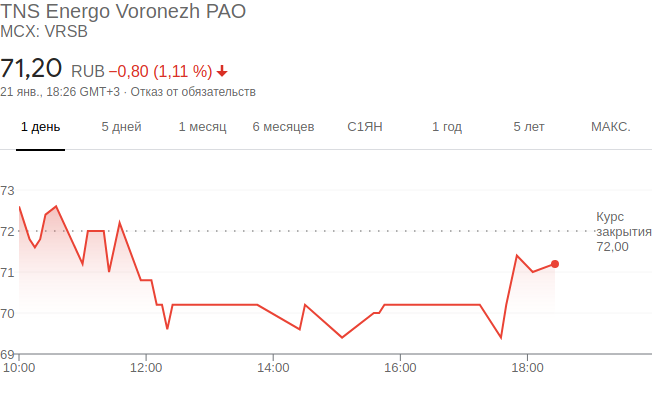 TNS Energo Voronezh PAO
MCX: VRSB
71,20 RUB −0,80 (1,11 %)
21 янв., 18:26 GMT+3 · Отказ от обязательств
1 день 5 дней 1 месяц 6 месяцев С1ЯН 1 год 5 лет МАКС.
73
Курс
72 закрытия
72,00
71
70
69
10:00 12:00 14:00 16:00 18:00